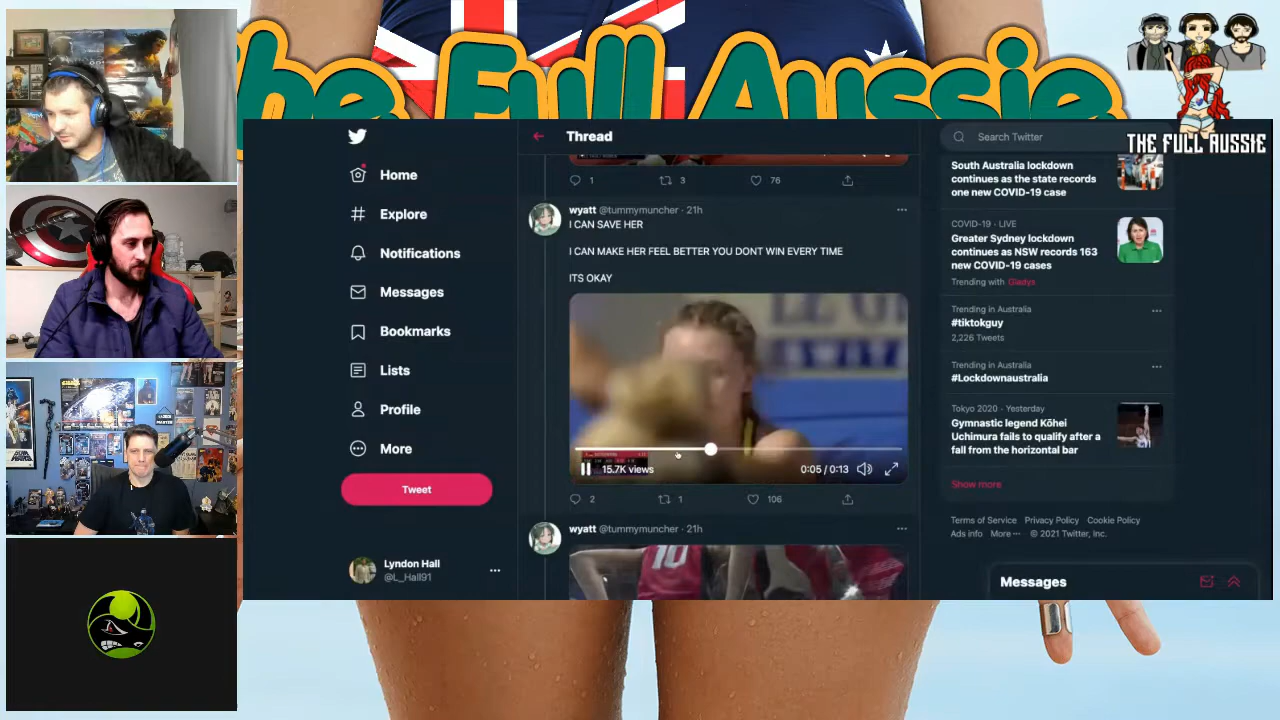 The Full Aussie
THE FULL AUSSIE
Home
Explore
Notifications
Messages
Bookmarks
Lists
Profile
More
Tweet
Lyndon Hall
@L_Hall91
Thread
1
3
76
wyatt @tummymuncher · 21h
I CAN SAVE HER
I CAN MAKE HER FEEL BETTER YOU DONT WIN EVERY TIME
ITS OKAY
15.7K views
0:05 / 0:13
2
1
106
wyatt @tummymuncher · 21h
10
Search Twitter
South Australia lockdown
continues as the state records
one new COVID-19 case
COVID-19 · LIVE
Greater Sydney lockdown
continues as NSW records 163
new COVID-19 cases
Trending with Gladys
Trending in Australia
#tiktokguy
2,226 Tweets
Trending in Australia
#Lockdownaustralia
Tokyo 2020 · Yesterday
Gymnastic legend Kōhei
Uchimura fails to qualify after a
fall from the horizontal bar
Show more
Terms of Service Privacy Policy Cookie Policy
Ads info More ··· © 2021 Twitter, Inc.
Messages